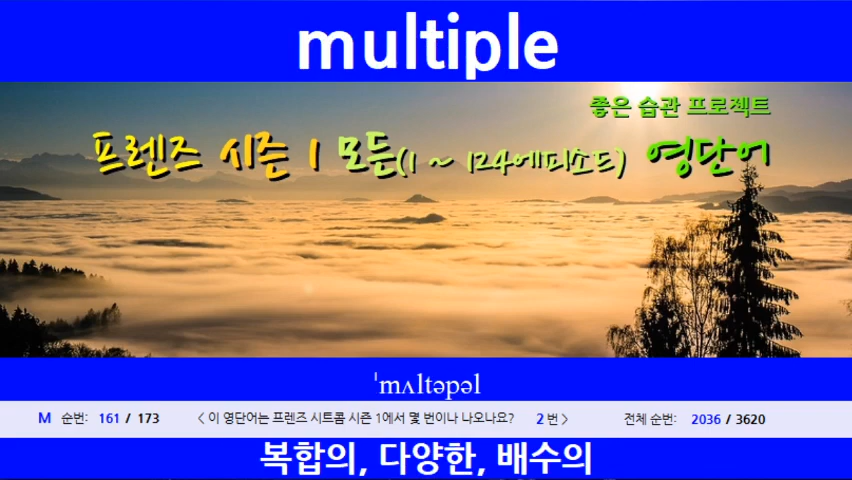 multiple
좋은 습관 프로젝트
프렌즈 시즌 1 모든(1 ~ 124에피소드) 영단어
ˈmʌltəpəl
M 순번: 161 / 173 < 이 영단어는 프렌즈 시트콤 시즌 1에서 몇 번이나 나오나요? 2 번 > 전체 순번: 2036 / 3620
복합의, 다양한, 배수의